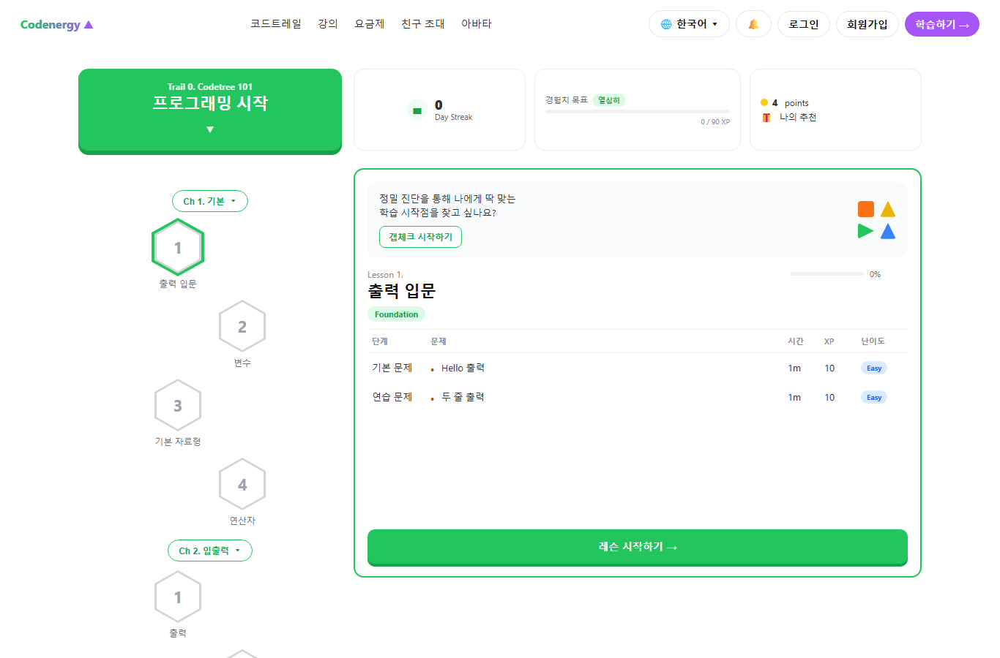 Codenergy
코드트레일 강의 요금제 친구 초대 아바타
한국어 로그인 회원가입 학습하기 →
Trail 0. Codetree 101
프로그래밍 시작
0
Day Streak
경험치 목표 열심히
0 / 90 XP
4 points
나의 추천
Ch 1. 기본
1
출력 입문
2
변수
3
기본 자료형
4
연산자
Ch 2. 입출력
1
출력
정밀 진단을 통해 나에게 딱 맞는
학습 시작점을 찾고 싶나요?
갭체크 시작하기
Lesson 1.
0%
출력 입문
Foundation
단계 문제 시간 XP 난이도
기본 문제 • Hello 출력 1m 10 Easy
연습 문제 • 두 줄 출력 1m 10 Easy
레슨 시작하기 →